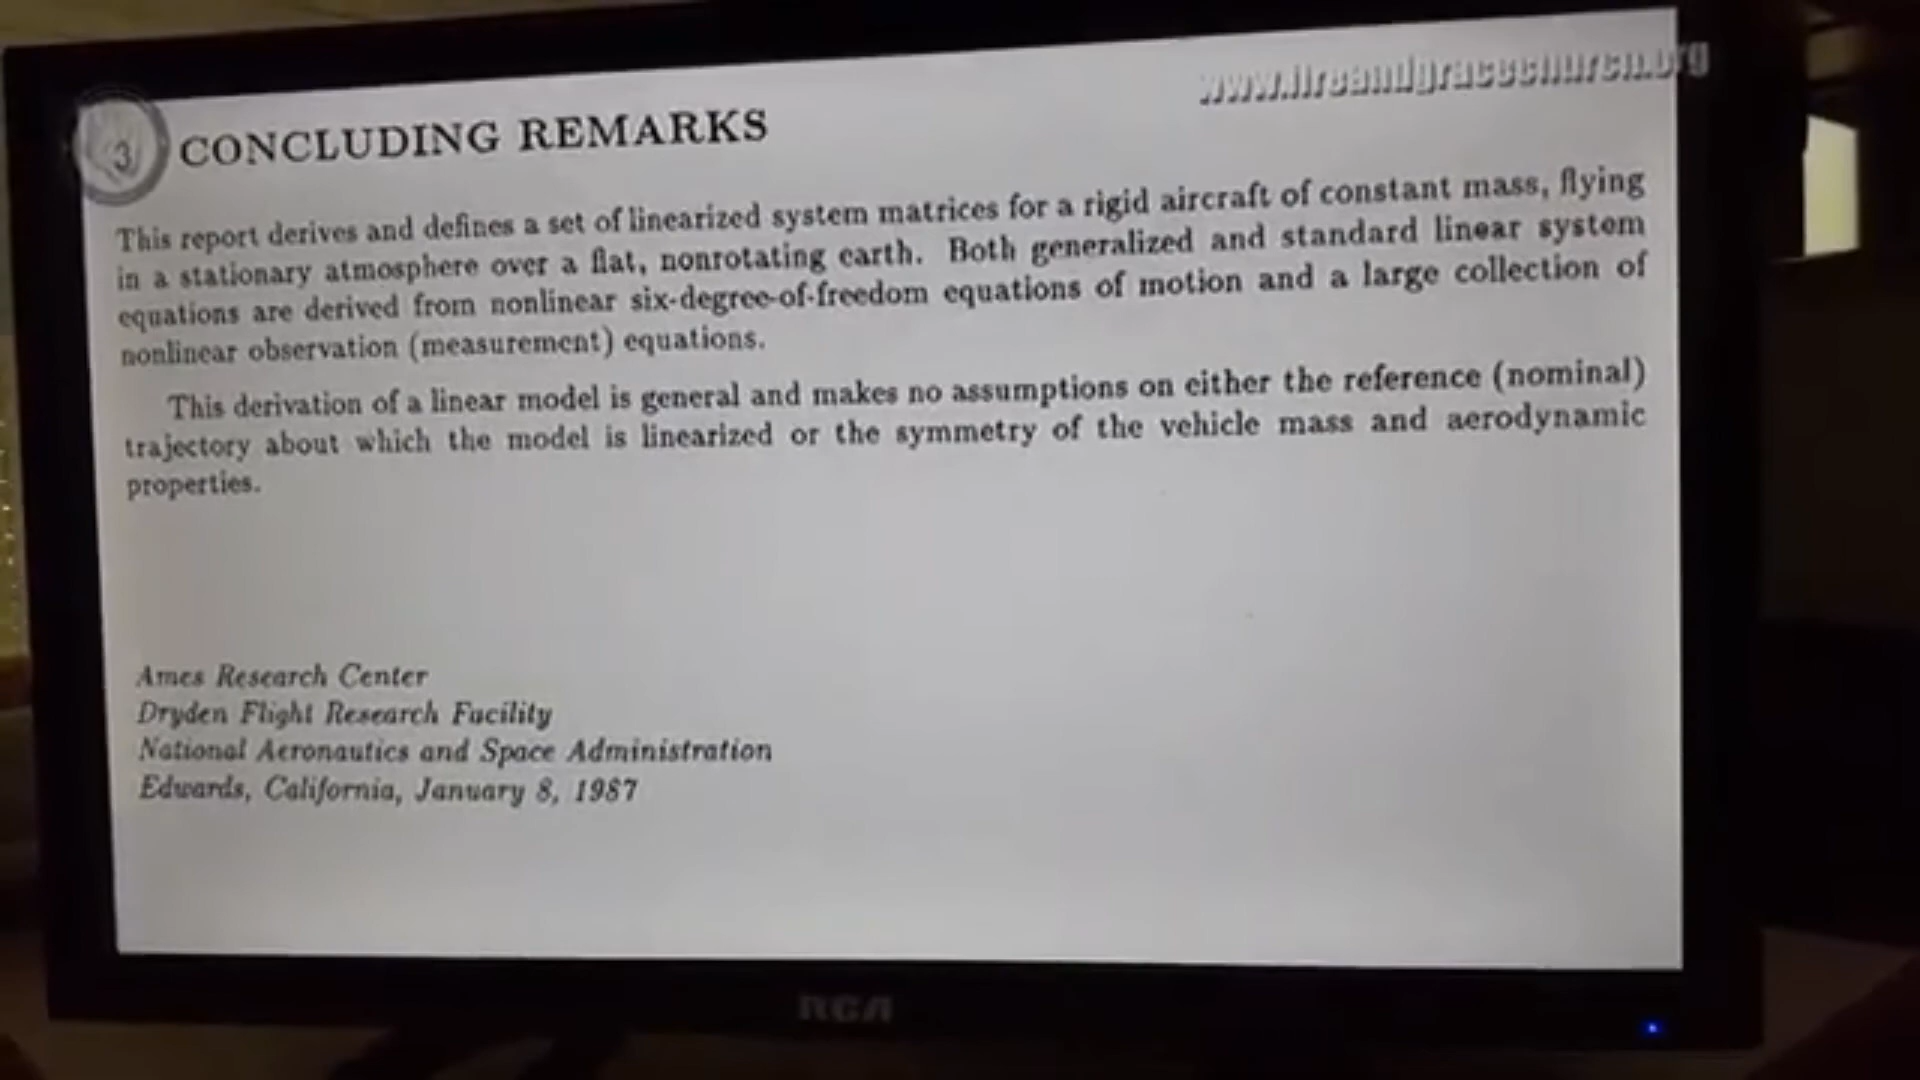 www.fireandgracechurch.org
3 CONCLUDING REMARKS
This report derives and defines a set of linearized system matrices for a rigid aircraft of constant mass, flying
in a stationary atmosphere over a flat, nonrotating earth. Both generalized and standard linear system
equations are derived from nonlinear six-degree-of-freedom equations of motion and a large collection of
nonlinear observation (measurement) equations.
This derivation of a linear model is general and makes no assumptions on either the reference (nominal)
trajectory about which the model is linearized or the symmetry of the vehicle mass and aerodynamic
properties.
Ames Research Center
Dryden Flight Research Facility
National Aeronautics and Space Administration
Edwards, California, January 8, 1987
RCA